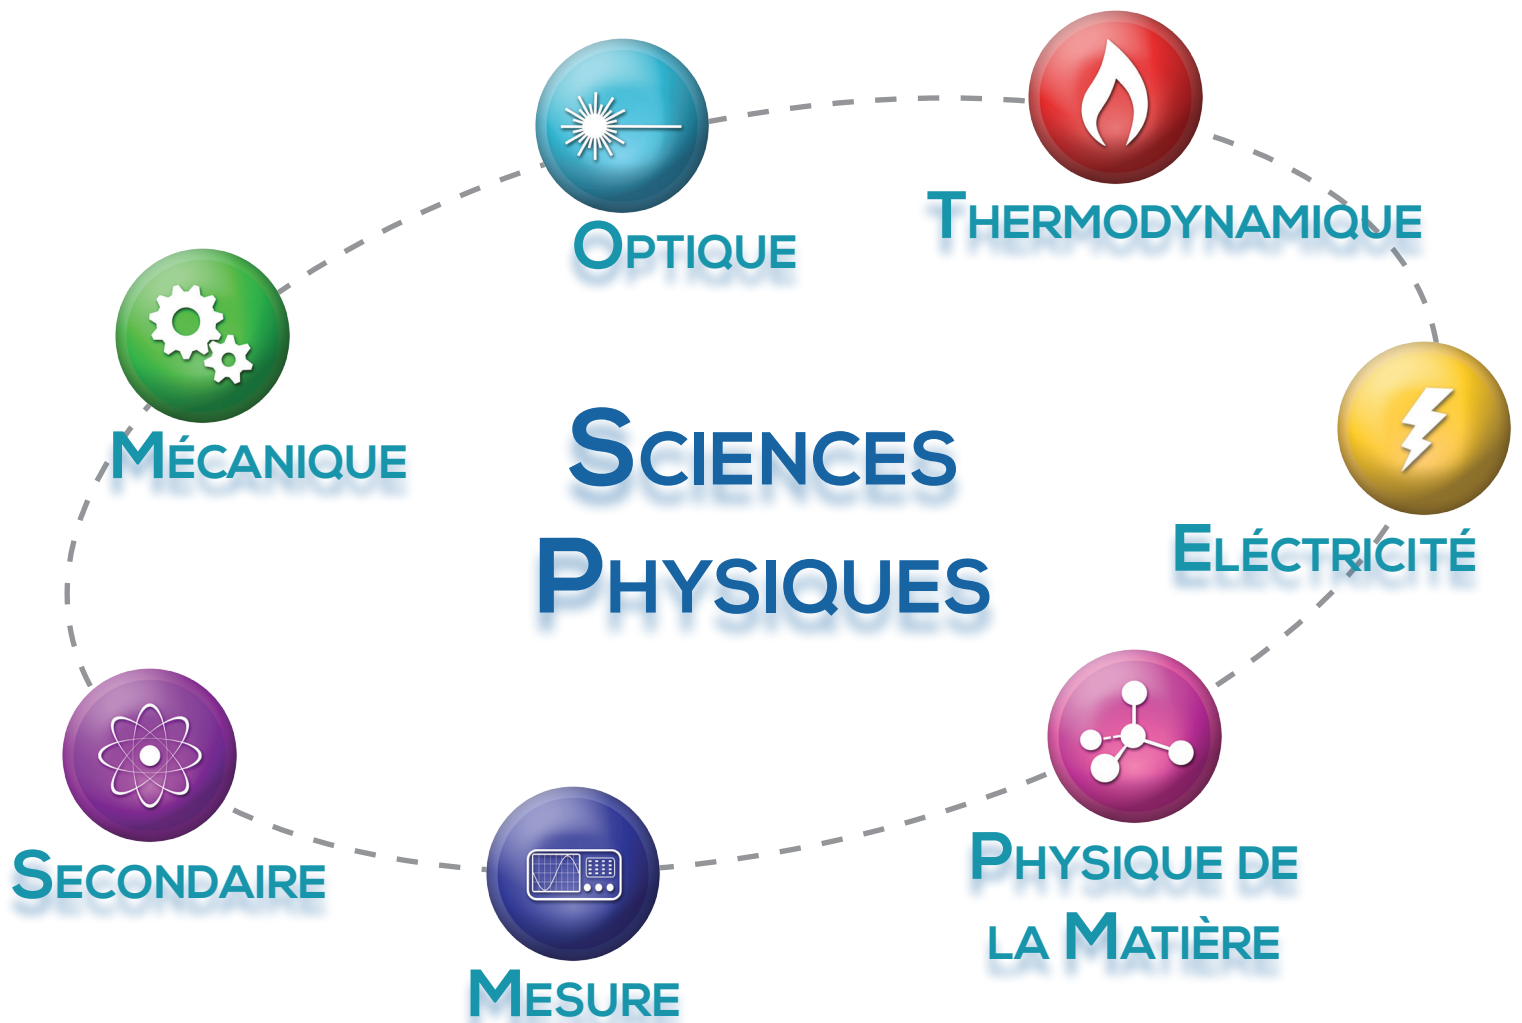 Optique
Thermodynamique
Mécanique
Sciences
Physiques
Eléctricité
Secondaire
Physique de
la Matière
Mesure